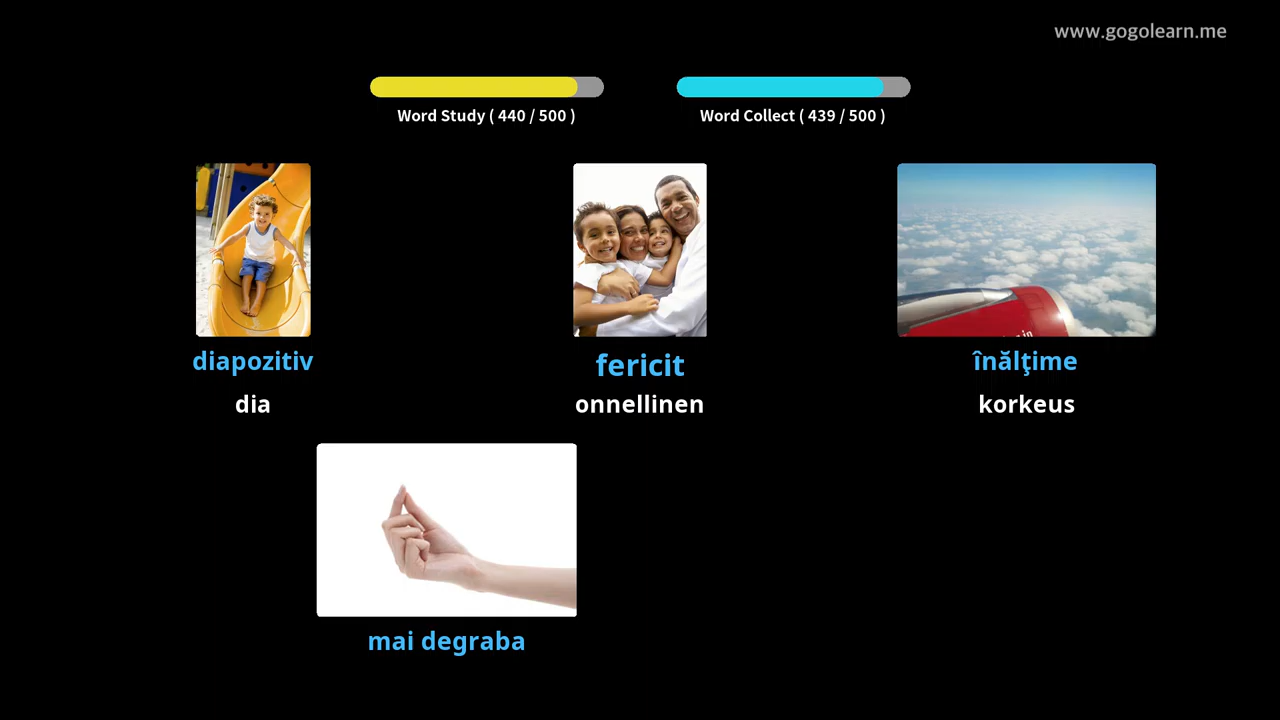 www.gogolearn.me
Word Study ( 440 / 500 )
Word Collect ( 439 / 500 )
diapozitiv
fericit
înălţime
dia
onnellinen
korkeus
mai degraba